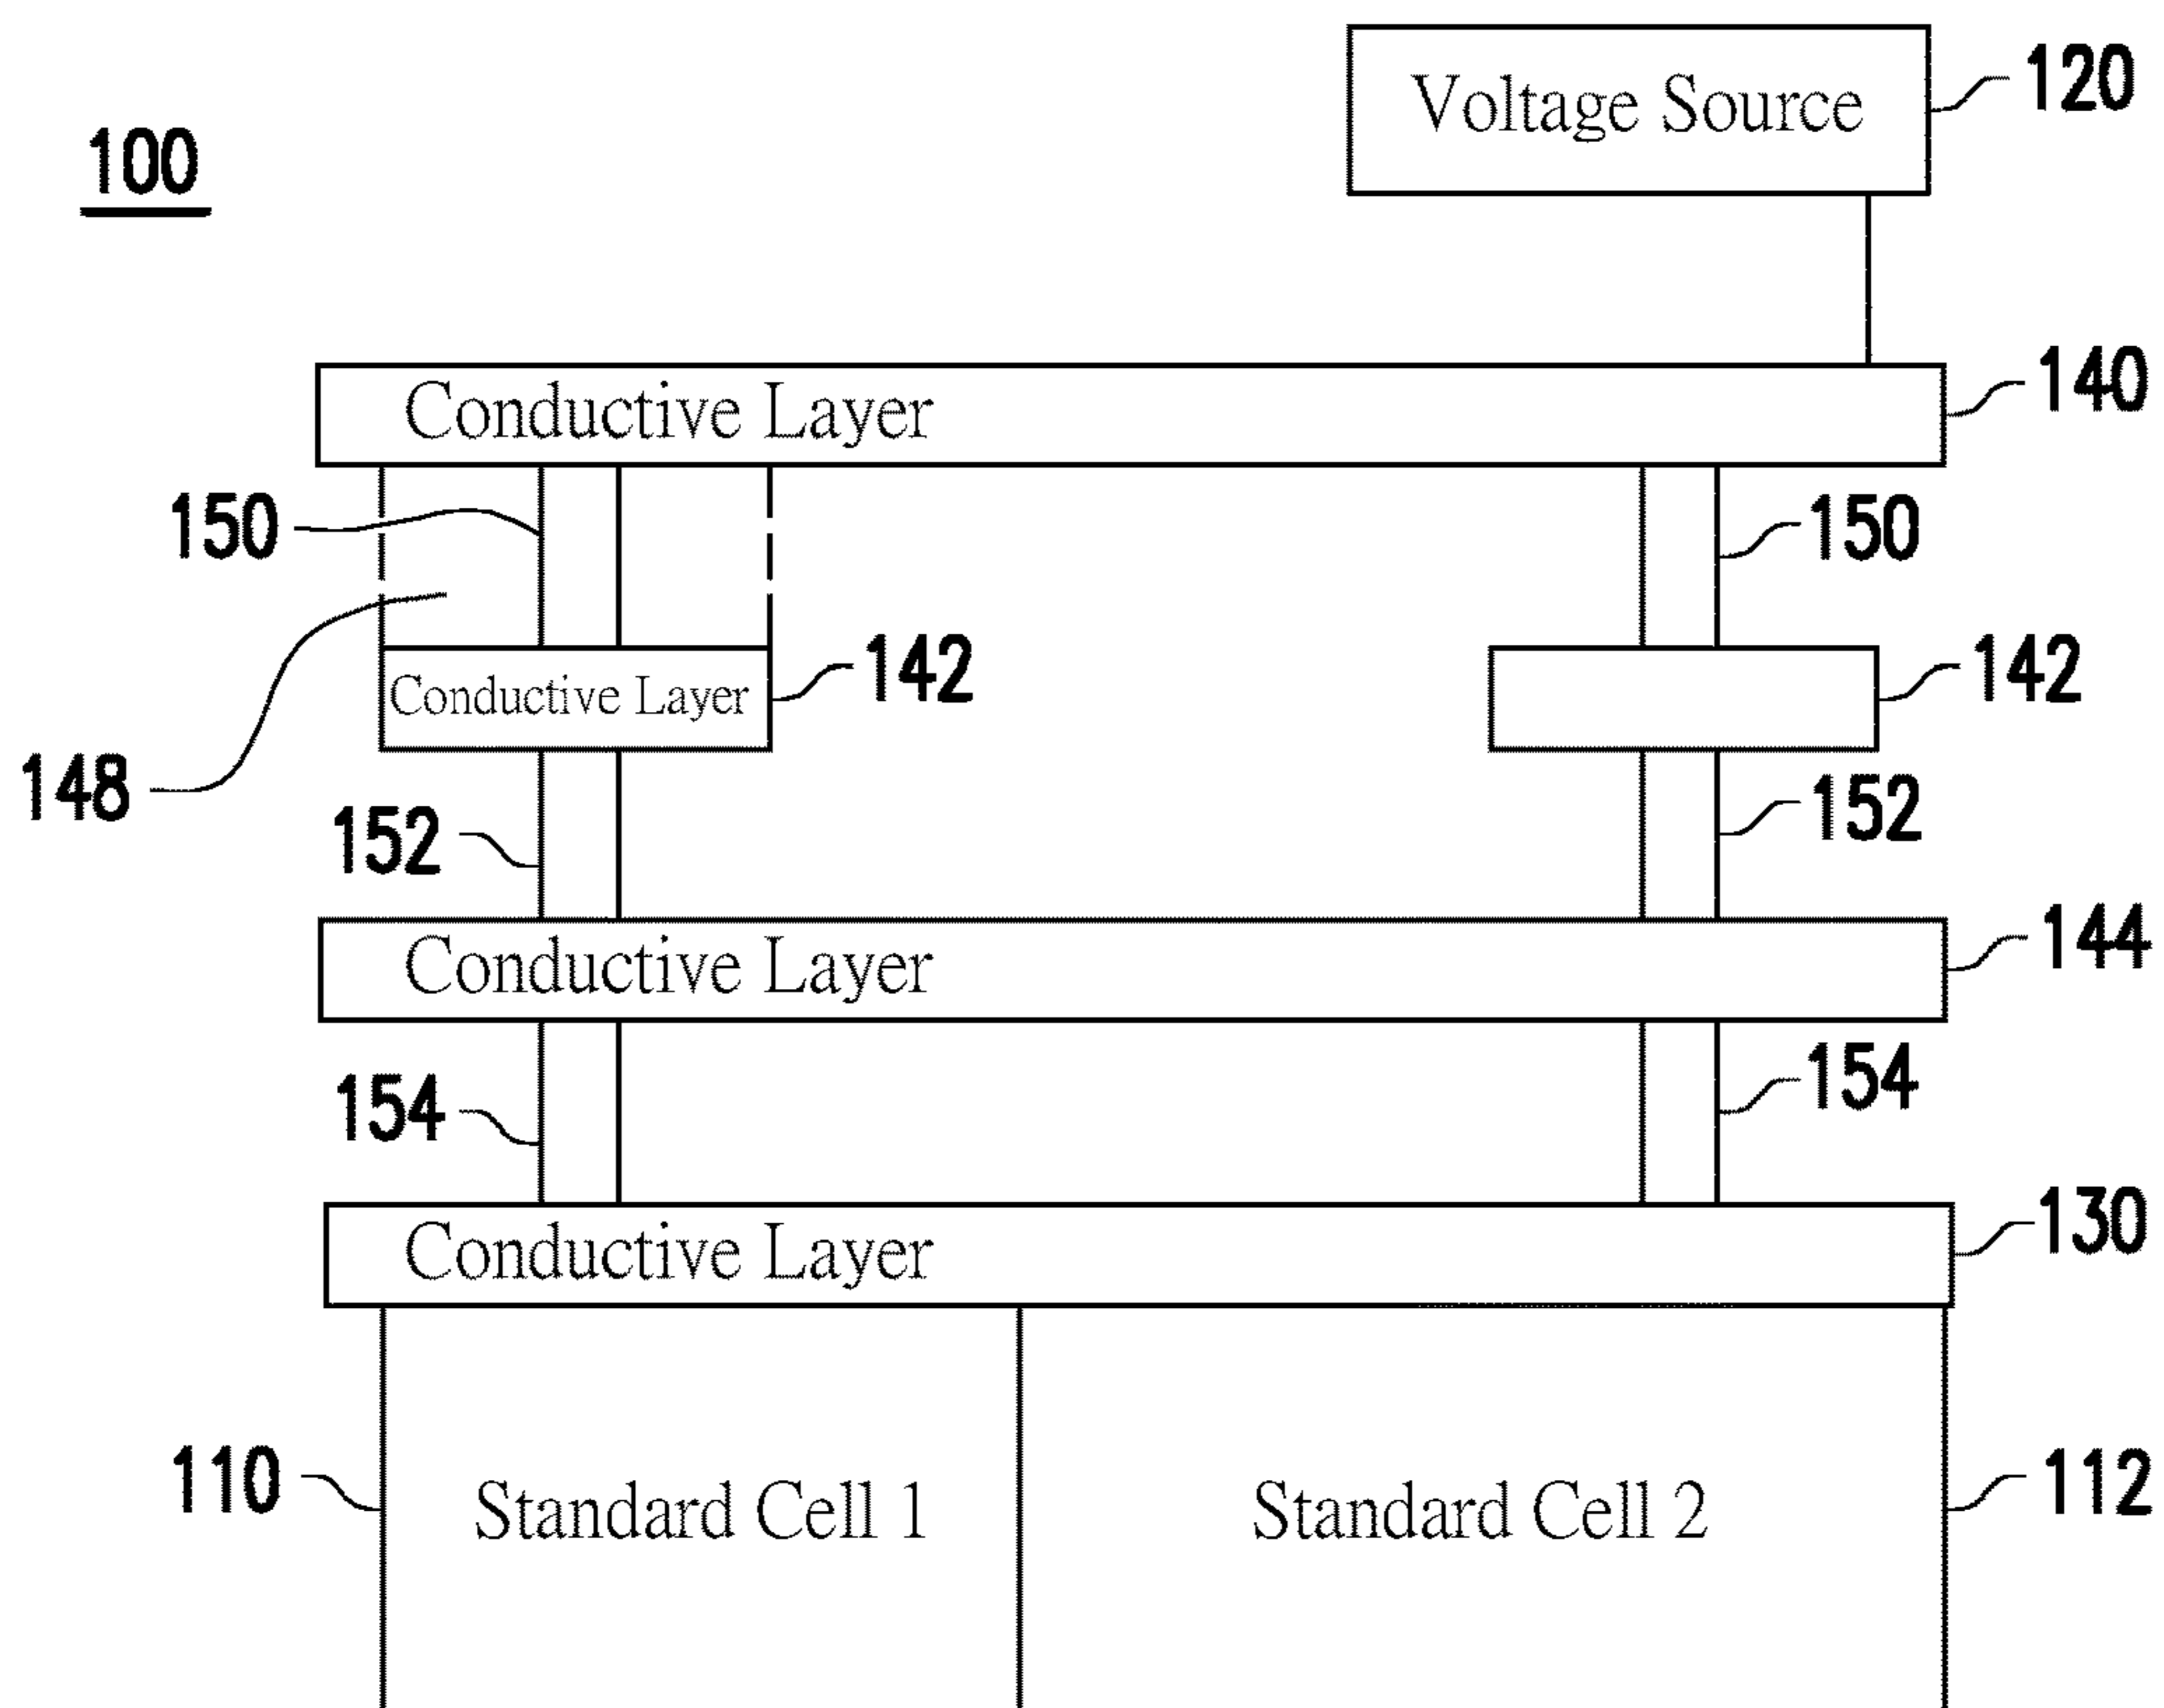 Voltage Source
120
100
Conductive Layer
140
150
150
Conductive Layer
142
142
148
152
152
Conductive Layer
144
154
154
Conductive Layer
130
110
Standard Cell 1
Standard Cell 2
112